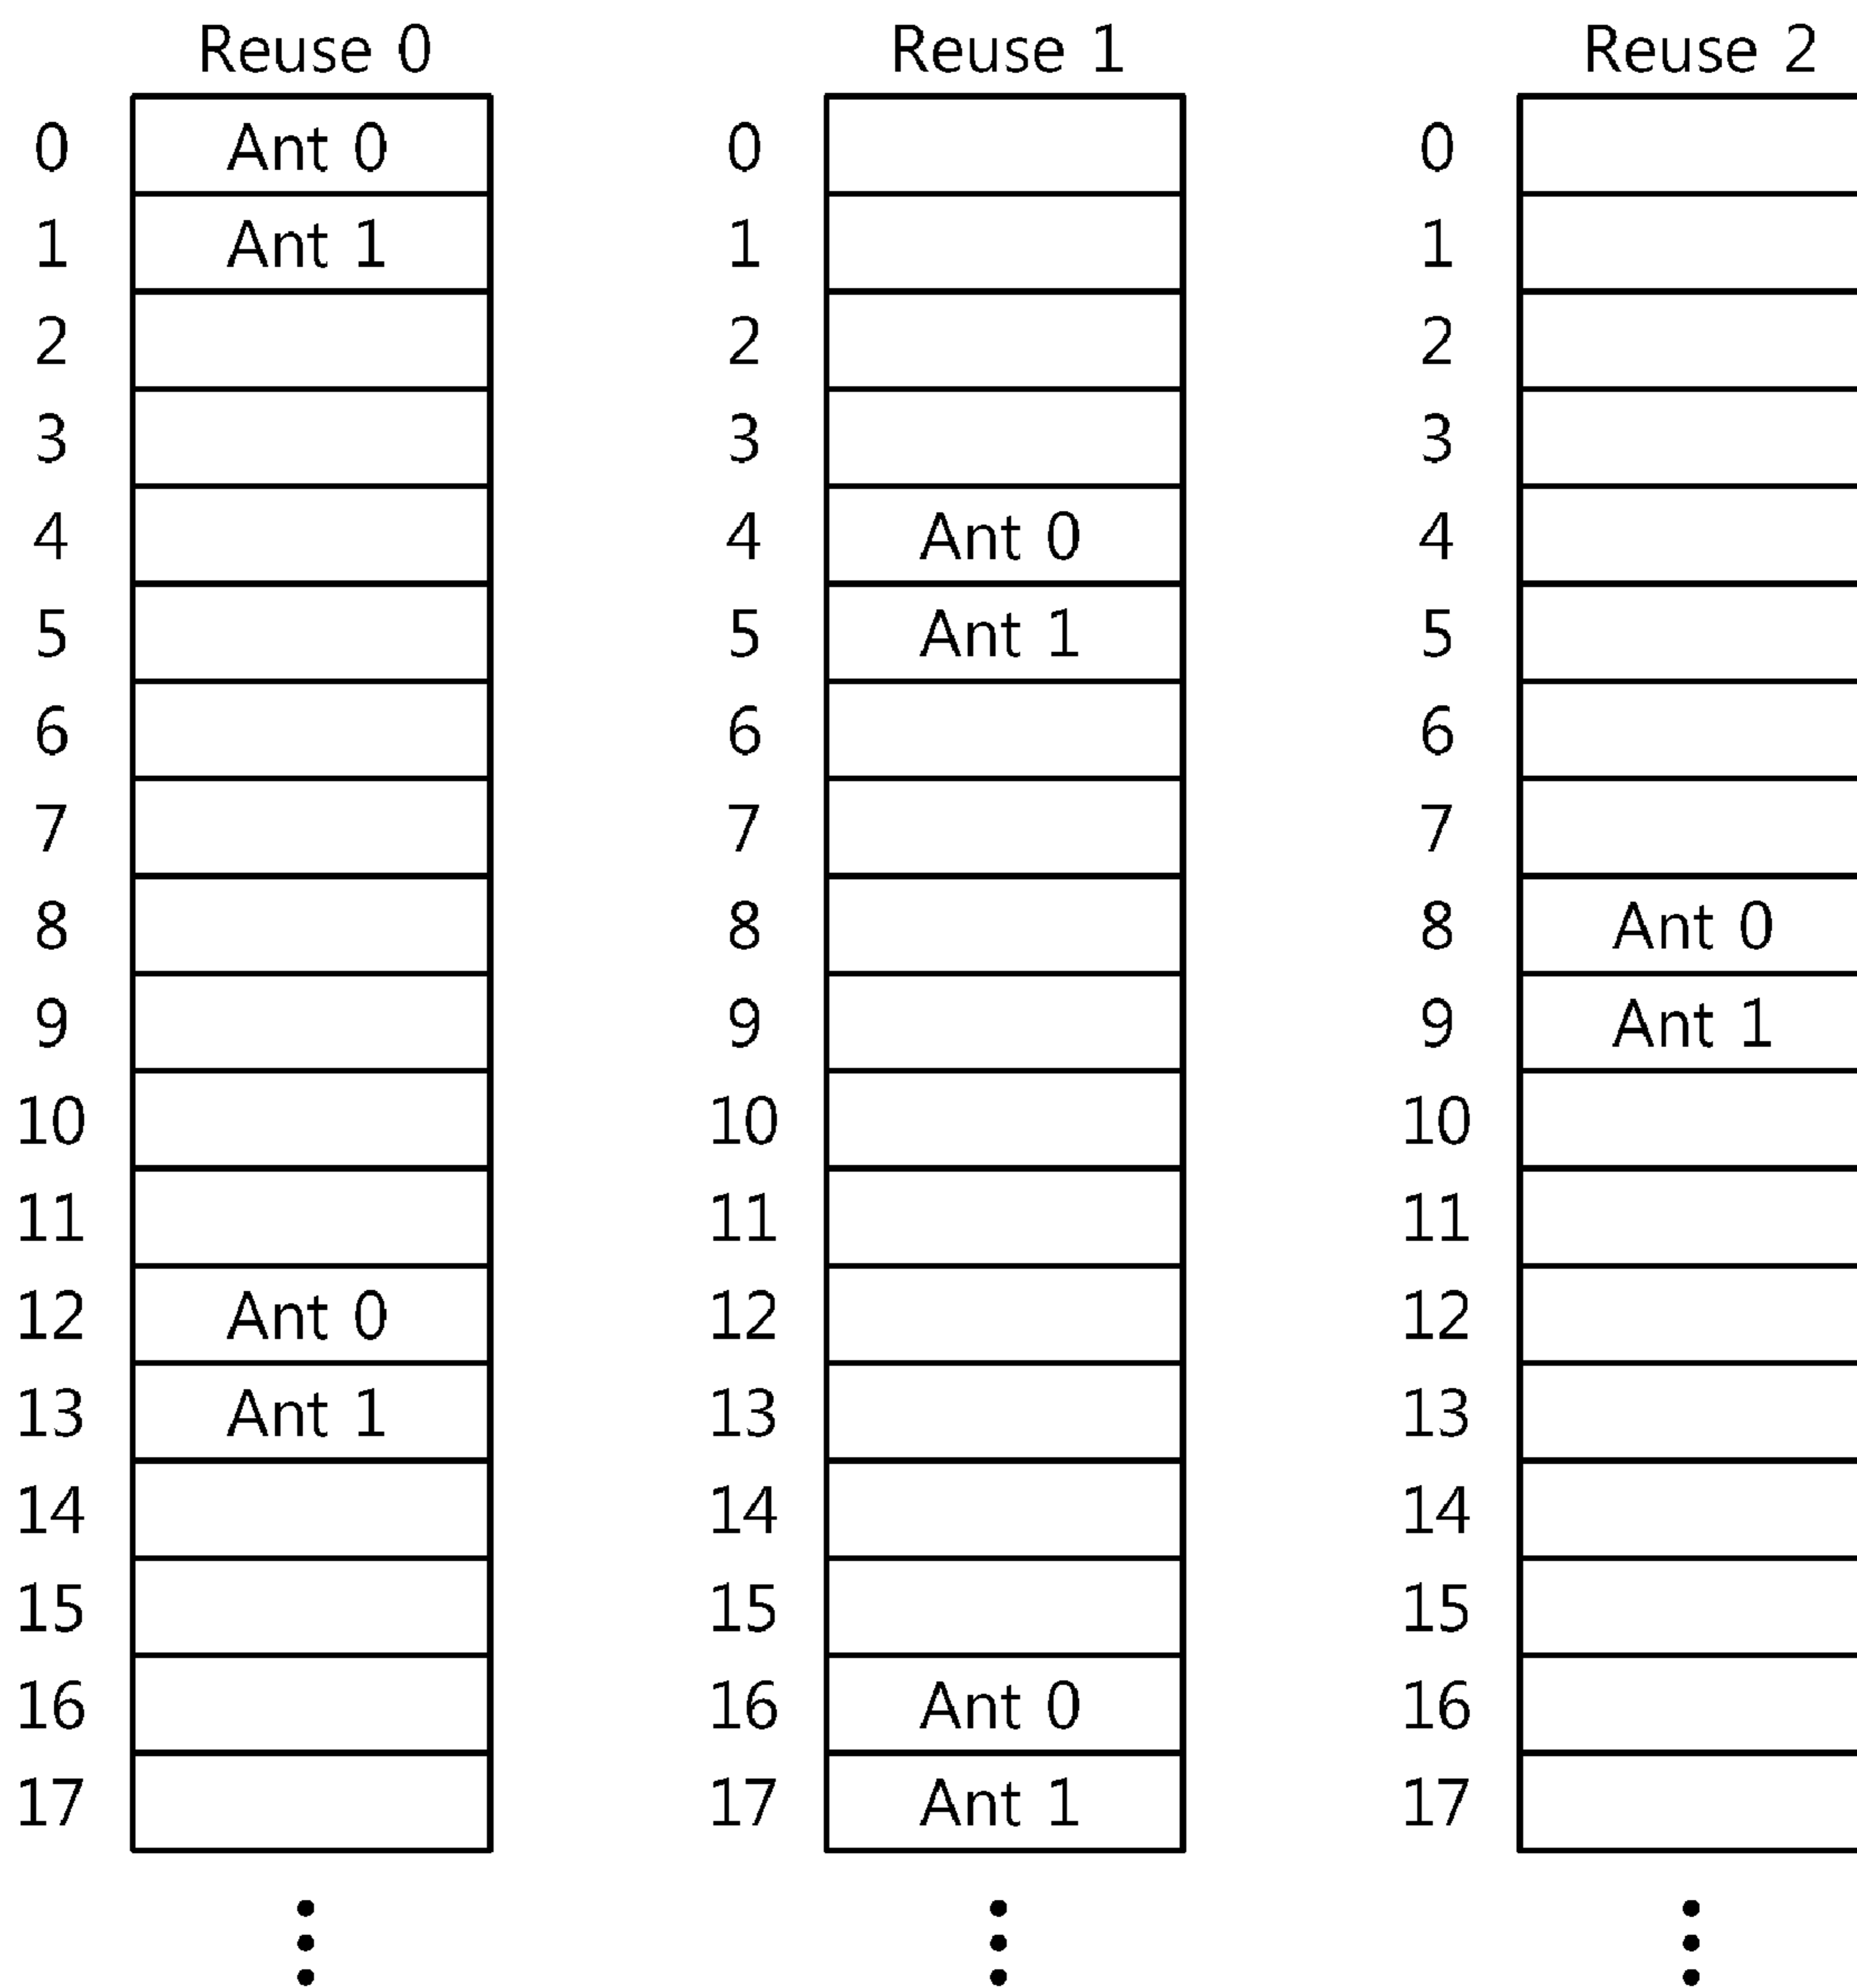 Reuse 0 Reuse 1 Reuse 2
0 Ant 0 0 0
1 Ant 1 1 1
2 2 2
3 3 3
4 4 Ant 0 4
5 5 Ant 1 5
6 6 6
7 7 7
8 8 8 Ant 0
9 9 9 Ant 1
10 10 10
11 11 11
12 Ant 0 12 12
13 Ant 1 13 13
14 14 14
15 15 15
16 16 Ant 0 16
17 17 Ant 1 17